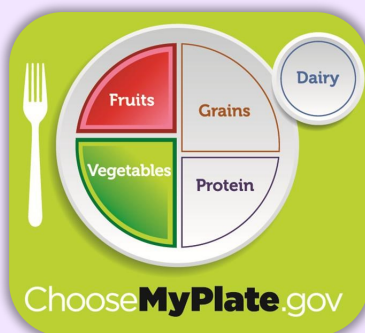 Dairy
Fruits
Grains
Vegetables
Protein
ChooseMyPlate.gov